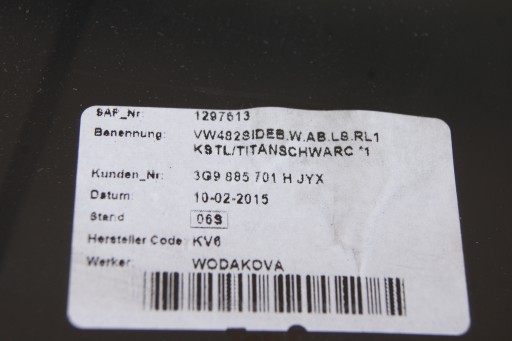 SAP_Nr: 1297613
Benennung: VW482SIDEB.W.AB.LS.RL1
KSTL/TITANSCHWARC *1
Kunden_Nr: 3G9 885 701 H JYX
Datum: 10-02-2015
Stand 06S
Hersteller Code: KV6
Werker: WODAKOVA